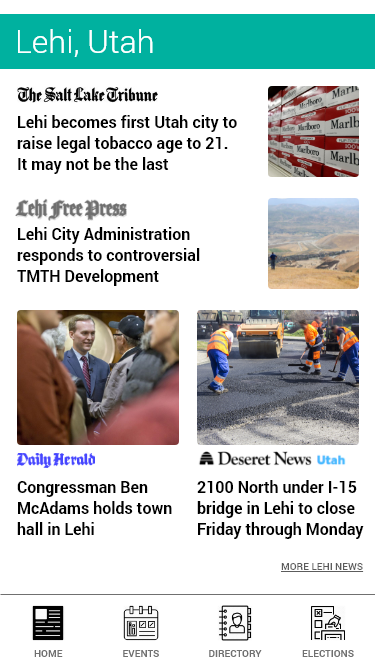 Lehi, Utah
The Salt Lake Tribune
Lehi becomes first Utah city to
raise legal tobacco age to 21.
It may not be the last
Marlboro
Marlboro
Marlb
Lehi Free Press
Lehi City Administration
responds to controversial
TMTH Development
Daily Herald
Congressman Ben
McAdams holds town
hall in Lehi
Deseret News Utah
2100 North under I-15
bridge in Lehi to close
Friday through Monday
MORE LEHI NEWS
HOME
EVENTS
DIRECTORY
ELECTIONS